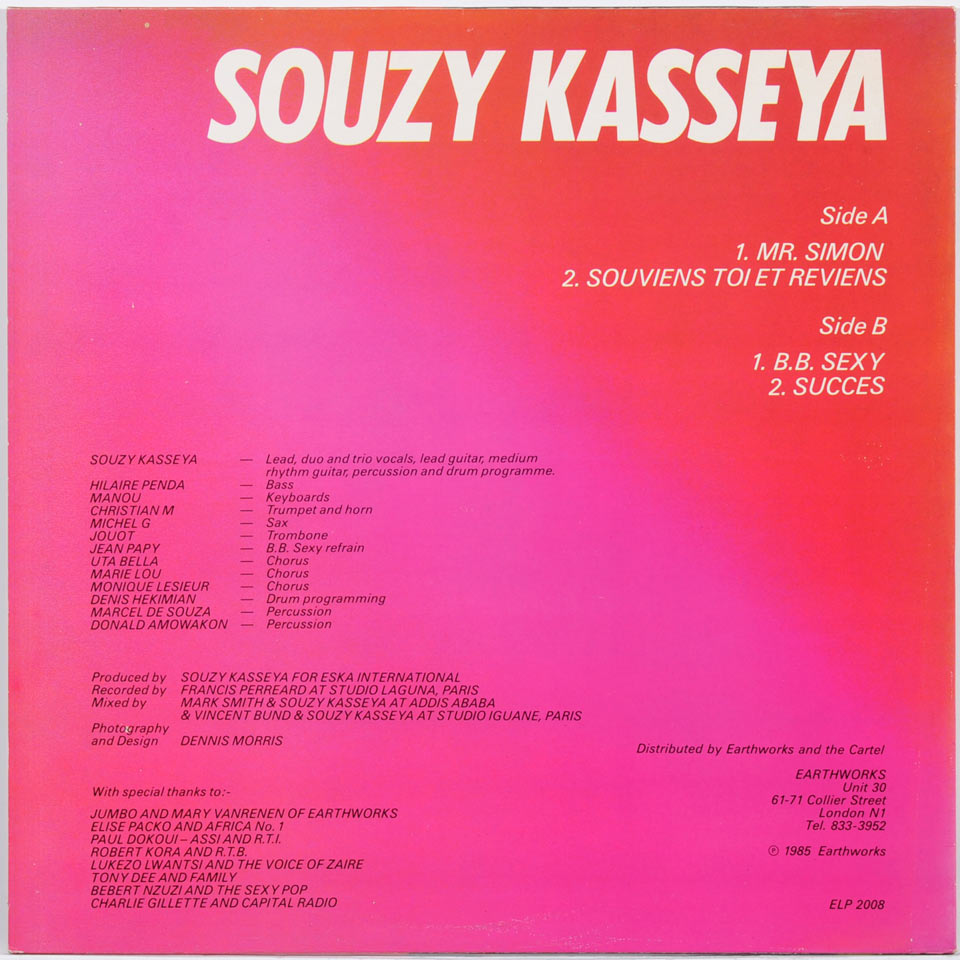 SOUZY KASSEYA
Side A
1. MR. SIMON
2. SOUVIENS TOI ET REVIENS
Side B
1. B.B. SEXY
2. SUCCES
SOUZY KASSEYA — Lead, duo and trio vocals, lead guitar, medium
rhythm guitar, percussion and drum programme.
HILAIRE PENDA — Bass
MANOU — Keyboards
CHRISTIAN M — Trumpet and horn
MICHEL G — Sax
JOUOT — Trombone
JEAN PAPY — B.B. Sexy refrain
UTA BELLA — Chorus
MARIE LOU — Chorus
MONIQUE LESIEUR — Chorus
DENIS HEKIMIAN — Drum programming
MARCEL DE SOUZA — Percussion
DONALD AMOWAKON — Percussion
Produced by SOUZY KASSEYA FOR ESKA INTERNATIONAL
Recorded by FRANCIS PERREARD AT STUDIO LAGUNA, PARIS
Mixed by MARK SMITH & SOUZY KASSEYA AT ADDIS ABABA
& VINCENT BUND & SOUZY KASSEYA AT STUDIO IGUANE, PARIS
Photography
and Design DENNIS MORRIS
With special thanks to:-
JUMBO AND MARY VANRENEN OF EARTHWORKS
ELISE PACKO AND AFRICA No. 1
PAUL DOKOUI – ASSI AND R.T.I.
ROBERT KORA AND R.T.B.
LUKEZO LWANTSI AND THE VOICE OF ZAIRE
TONY DEE AND FAMILY
BEBERT NZUZI AND THE SEXY POP
CHARLIE GILLETTE AND CAPITAL RADIO
Distributed by Earthworks and the Cartel
EARTHWORKS
Unit 30
61-71 Collier Street
London N1
Tel. 833-3952
℗ 1985 Earthworks
ELP 2008